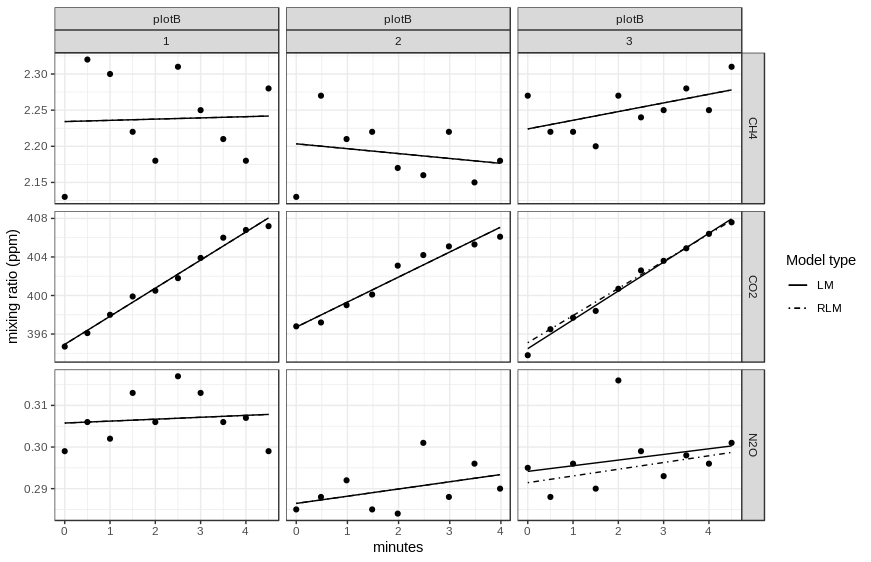 plotB plotB plotB
1 2 3
2.30
2.25
2.20
2.15
CH4
408
404
400
396
CO2
0.31
0.30
0.29
N2O
0 1 2 3 4 0 1 2 3 4 0 1 2 3 4
minutes
mixing ratio (ppm)
Model type
LM
RLM